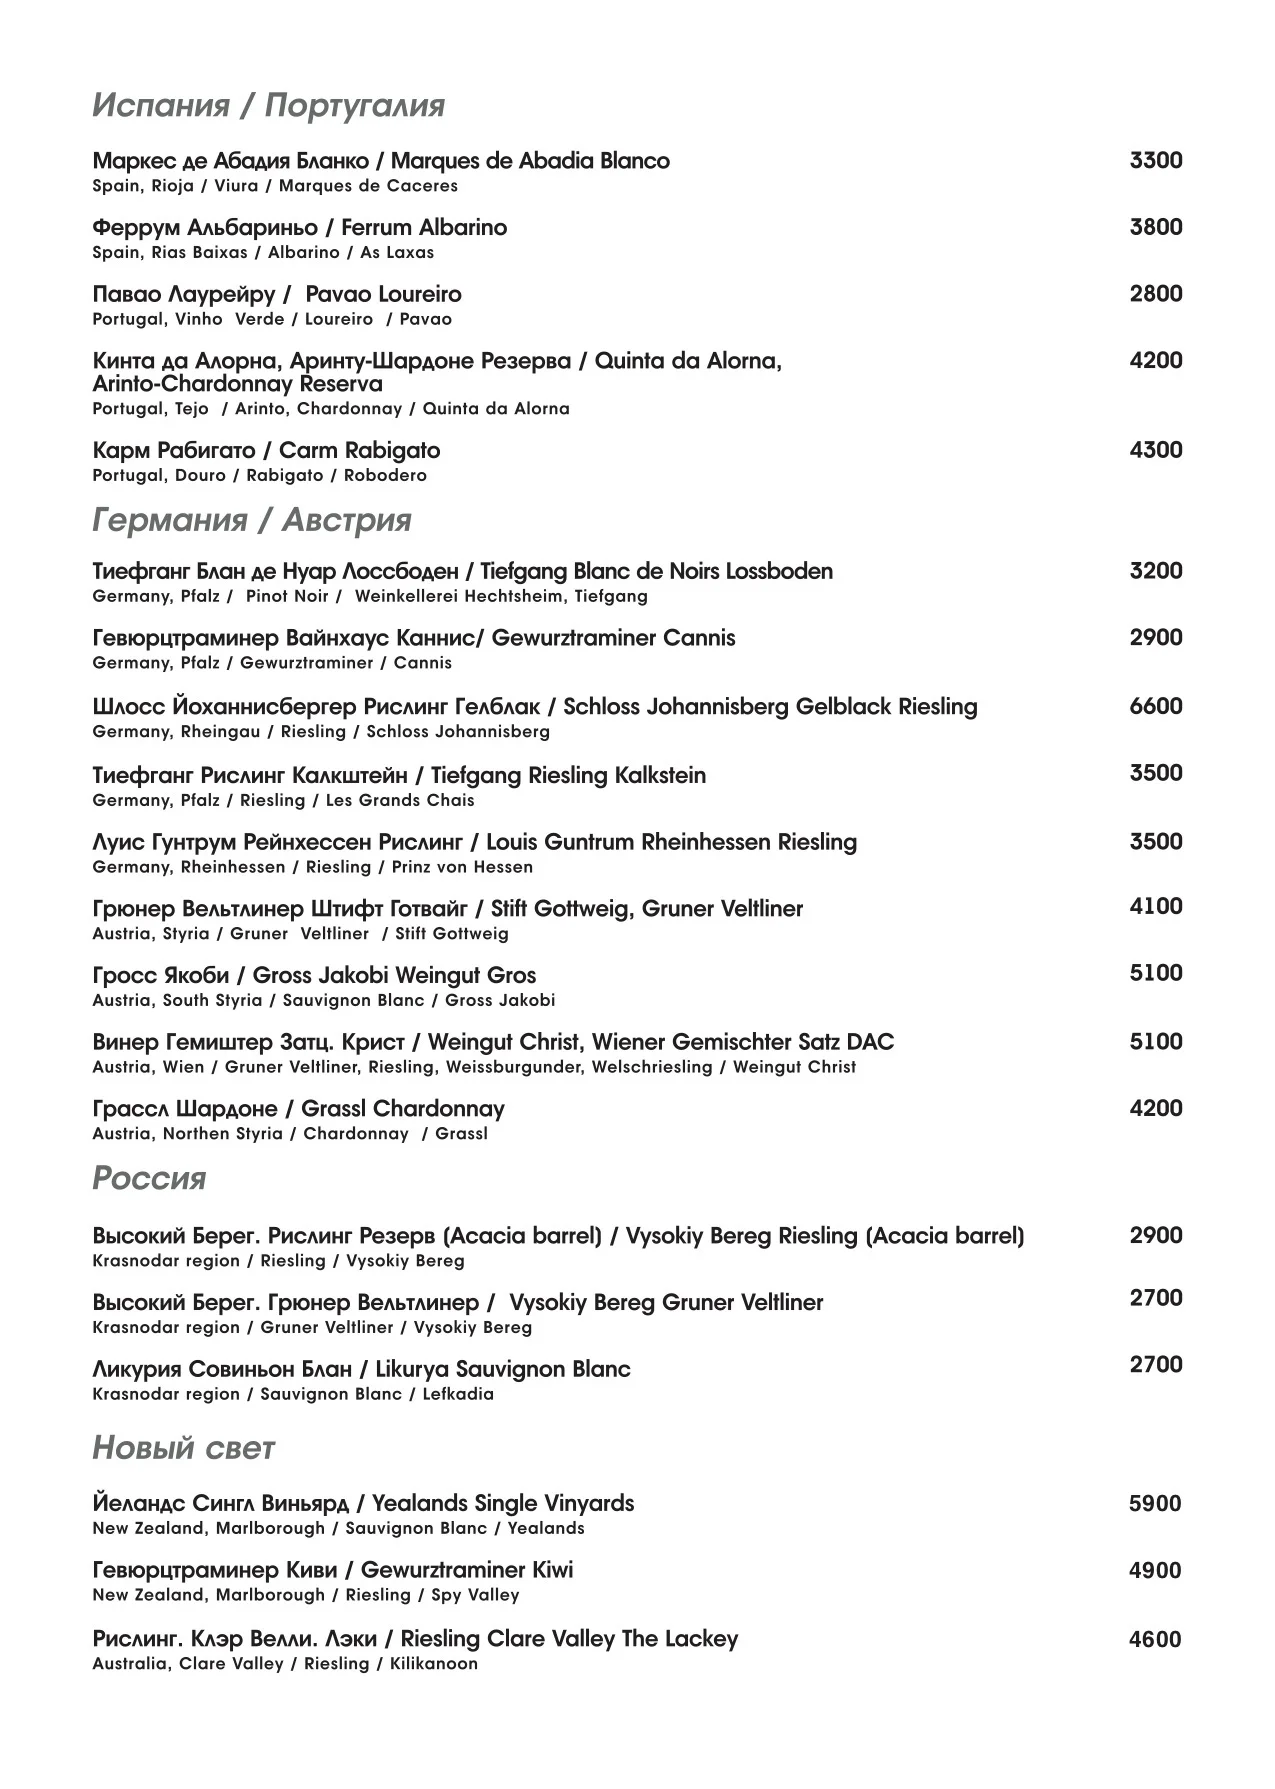 Испания / Португалия
Маркес де Абадия Бланко / Marques de Abadia Blanco 3300
Spain, Rioja / Viura / Marques de Caceres
Феррум Альбариньо / Ferrum Albarino 3800
Spain, Rias Baixas / Albarino / As Laxas
Павао Лаурейру / Pavao Loureiro 2800
Portugal, Vinho Verde / Loureiro / Pavao
Кинта да Алорна, Аринту-Шардоне Резерва / Quinta da Alorna, 4200
Arinto-Chardonnay Reserva
Portugal, Tejo / Arinto, Chardonnay / Quinta da Alorna
Карм Рабигато / Carm Rabigato 4300
Portugal, Douro / Rabigato / Robodero
Германия / Австрия
Тиефганг Блан де Нуар Лоссбоден / Tiefgang Blanc de Noirs Lossboden 3200
Germany, Pfalz / Pinot Noir / Weinkellerei Hechtsheim, Tiefgang
Гевюрцтраминер Вайнхаус Каннис/ Gewurztraminer Cannis 2900
Germany, Pfalz / Gewurztraminer / Cannis
Шлосс Йоханнисбергер Рислинг Гелблак / Schloss Johannisberg Gelblack Riesling 6600
Germany, Rheingau / Riesling / Schloss Johannisberg
Тиефганг Рислинг Калкштейн / Tiefgang Riesling Kalkstein 3500
Germany, Pfalz / Riesling / Les Grands Chais
Луис Гунтрум Рейнхессен Рислинг / Louis Guntrum Rheinhessen Riesling 3500
Germany, Rheinhessen / Riesling / Prinz von Hessen
Грюнер Вельтлинер Штифт Готвайг / Stift Gottweig, Gruner Veltliner 4100
Austria, Styria / Gruner Veltliner / Stift Gottweig
Гросс Якоби / Gross Jakobi Weingut Gros 5100
Austria, South Styria / Sauvignon Blanc / Gross Jakobi
Винер Гемиштер Затц. Крист / Weingut Christ, Wiener Gemischter Satz DAC 5100
Austria, Wien / Gruner Veltliner, Riesling, Weissburgunder, Welschriesling / Weingut Christ
Грассл Шардоне / Grassl Chardonnay 4200
Austria, Northen Styria / Chardonnay / Grassl
Россия
Высокий Берег. Рислинг Резерв (Acacia barrel) / Vysokiy Bereg Riesling (Acacia barrel) 2900
Krasnodar region / Riesling / Vysokiy Bereg
Высокий Берег. Грюнер Вельтлинер / Vysokiy Bereg Gruner Veltliner 2700
Krasnodar region / Gruner Veltliner / Vysokiy Bereg
Ликурия Совиньон Блан / Likurya Sauvignon Blanc 2700
Krasnodar region / Sauvignon Blanc / Lefkadia
Новый свет
Йеландс Сингл Виньярд / Yealands Single Vinyards 5900
New Zealand, Marlborough / Sauvignon Blanc / Yealands
Гевюрцтраминер Киви / Gewurztraminer Kiwi 4900
New Zealand, Marlborough / Riesling / Spy Valley
Рислинг. Клэр Велли. Лэки / Riesling Clare Valley The Lackey 4600
Australia, Clare Valley / Riesling / Kilikanoon